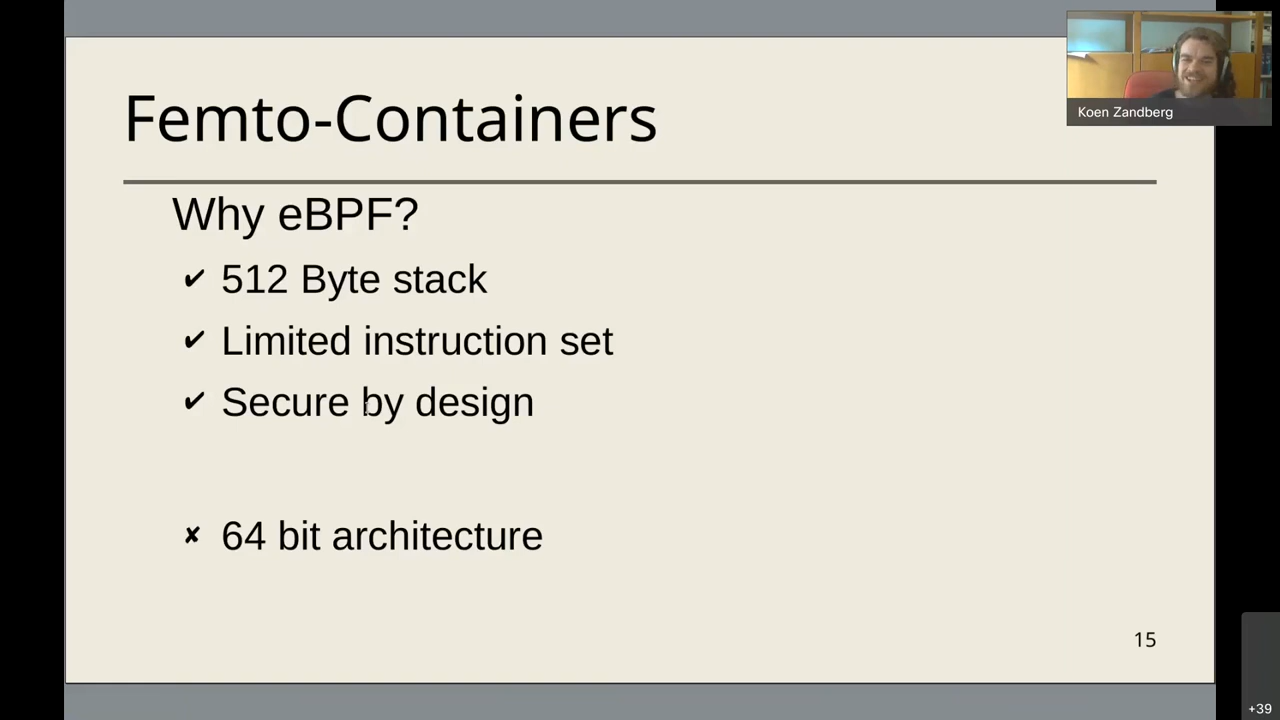 Femto-Containers
Koen Zandberg
Why eBPF?
✔ 512 Byte stack
✔ Limited instruction set
✔ Secure by design
✘ 64 bit architecture
15
+39